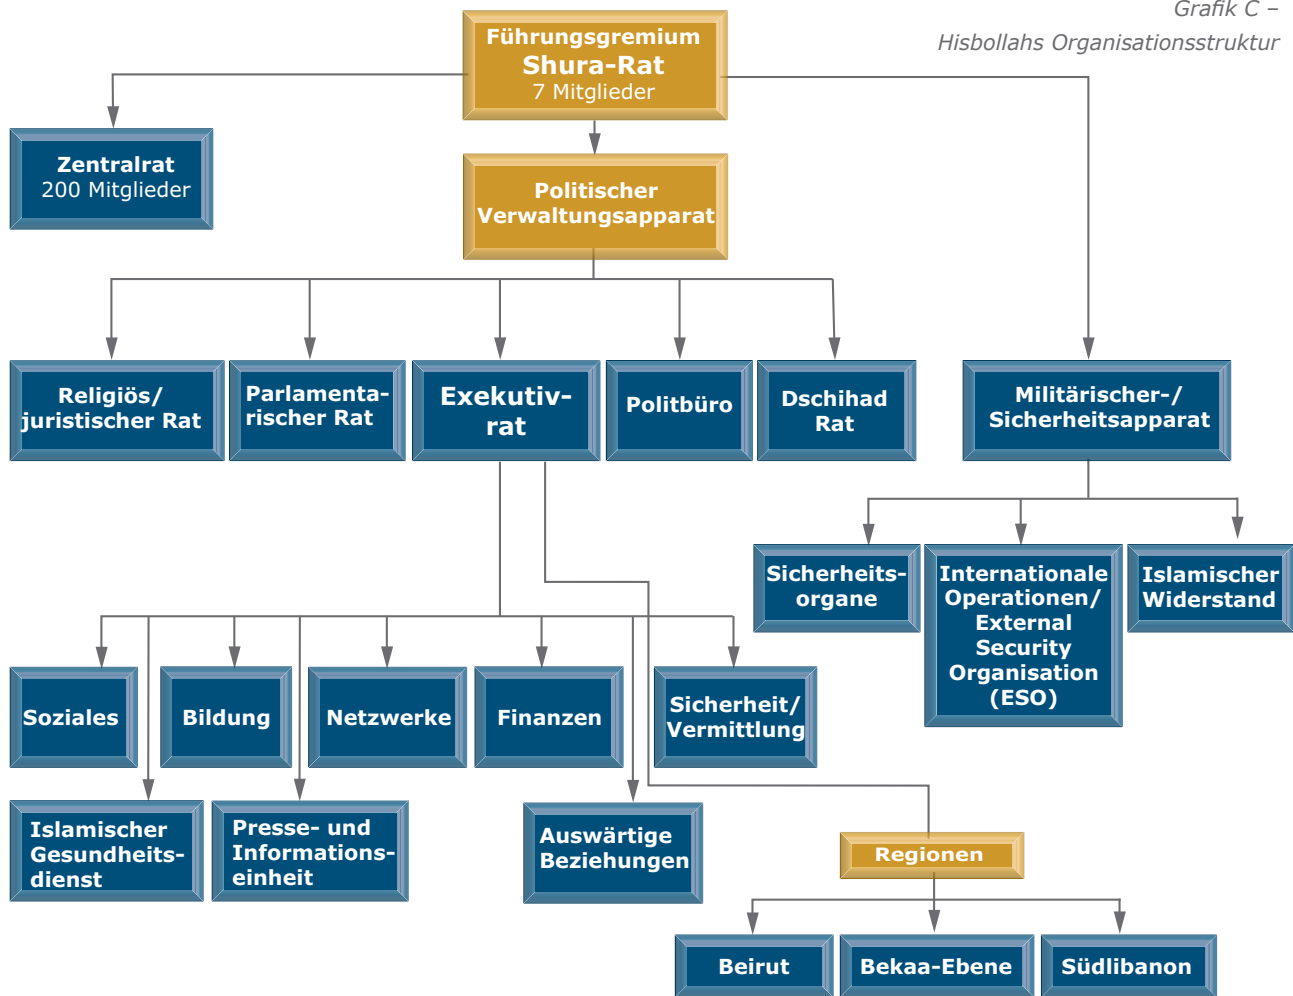 Grafik C –
Hisbollahs Organisationsstruktur
Führungsgremium
Shura-Rat
7 Mitglieder
Zentralrat
200 Mitglieder
Politischer
Verwaltungsapparat
Religiös/
juristischer Rat
Parlamenta-
rischer Rat
Exekutiv-
rat
Politbüro
Dschihad
Rat
Militärischer-/
Sicherheitsapparat
Sicherheits-
organe
Internationale
Operationen/
External
Security
Organisation
(ESO)
Islamischer
Widerstand
Soziales
Bildung
Netzwerke
Finanzen
Sicherheit/
Vermittlung
Islamischer
Gesundheits-
dienst
Presse- und
Informations-
einheit
Auswärtige
Beziehungen
Regionen
Beirut
Bekaa-Ebene
Südlibanon